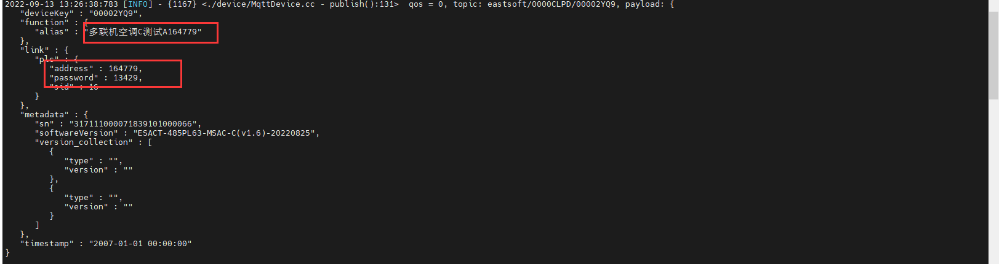 2022-09-13 13:26:38:783 [INFO] - {1167} <./device/MqttDevice.cc - publish():131>  qos = 0, topic: eastsoft/0000CLPD/00002YQ9, payload: {
"deviceKey" : "00002YQ9",
"function" : {
"alias" : "多联机空调C测试A164779"
},
"link" : {
"plc" : {
"address" : 164779,
"password" : 13429,
"sid" : 16
}
},
"metadata" : {
"sn" : "317111000071839101000066",
"softwareVersion" : "ESACT-485PL63-MSAC-C(v1.6)-20220825",
"version_collection" : [
{
"type" : "",
"version" : ""
},
{
"type" : "",
"version" : ""
}
]
},
"timestamp" : "2007-01-01 00:00:00"
}